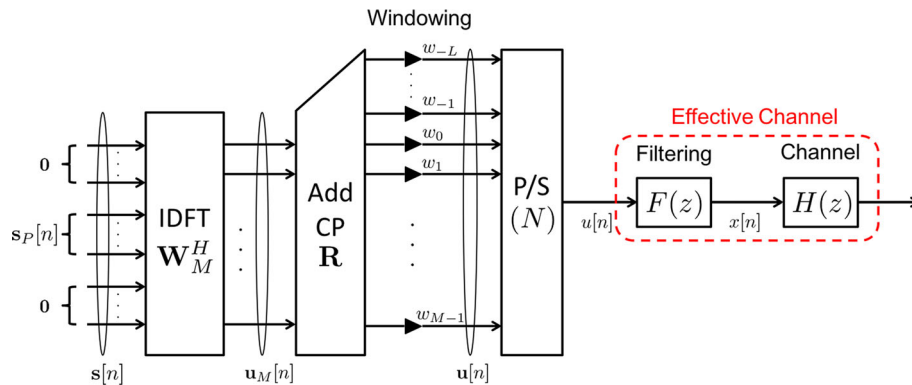 Windowing
w_{-L}
w_{-1}
w_0
w_1
w_{M-1}
0
s_P[n]
0
s[n]
IDFT
W_M^H
u_M[n]
Add
CP
R
u[n]
P/S
(N)
u[n]
Effective Channel
Filtering
F(z)
x[n]
Channel
H(z)